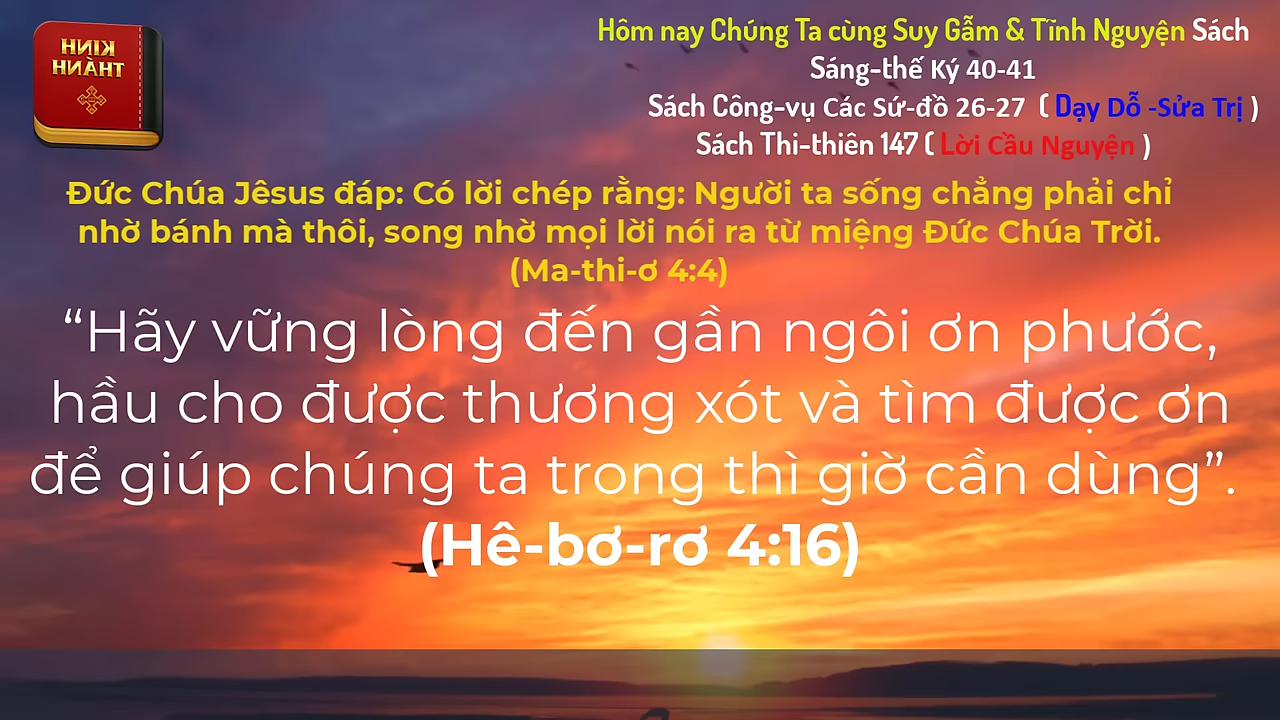 KINH
THÀNH
Hôm nay Chúng Ta cùng Suy Gẫm & Tĩnh Nguyện Sách
Sáng-thế Ký 40-41
Sách Công-vụ Các Sứ-đồ 26-27 ( Dạy Dỗ -Sửa Trị )
Sách Thi-thiên 147 ( Lời Cầu Nguyện )
Đức Chúa Jêsus đáp: Có lời chép rằng: Người ta sống chẳng phải chỉ
nhờ bánh mà thôi, song nhờ mọi lời nói ra từ miệng Đức Chúa Trời.
(Ma-thi-ơ 4:4)
“Hãy vững lòng đến gần ngôi ơn phước,
hầu cho được thương xót và tìm được ơn
để giúp chúng ta trong thì giờ cần dùng”.
(Hê-bơ-rơ 4:16)